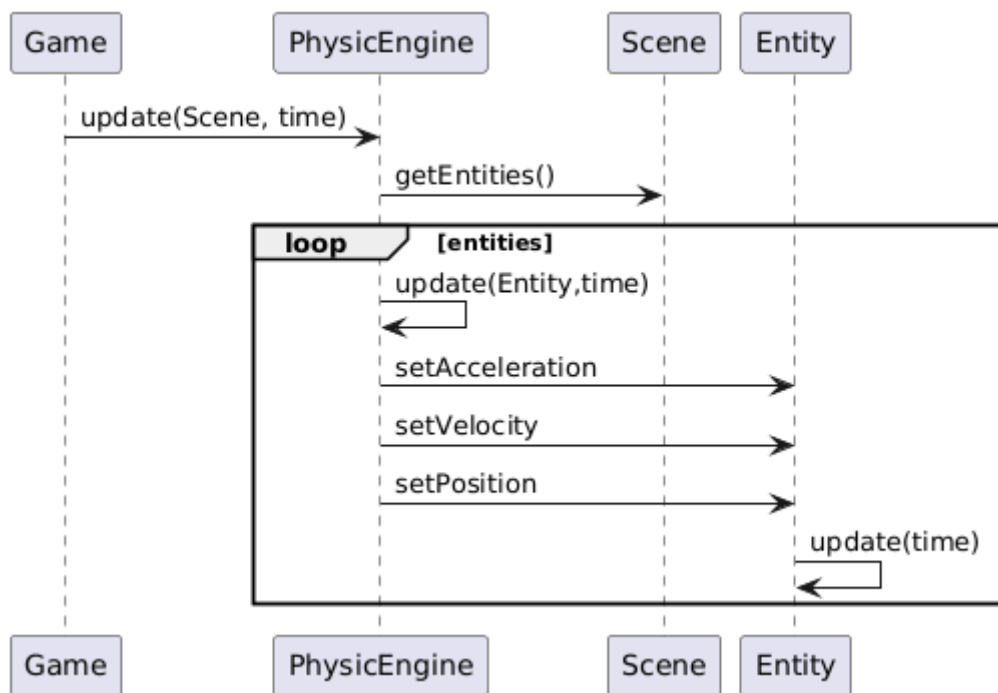 Game PhysicEngine Scene Entity
update(Scene, time)
getEntities()
loop [entities]
update(Entity,time)
setAcceleration
setVelocity
setPosition
update(time)
Game PhysicEngine Scene Entity